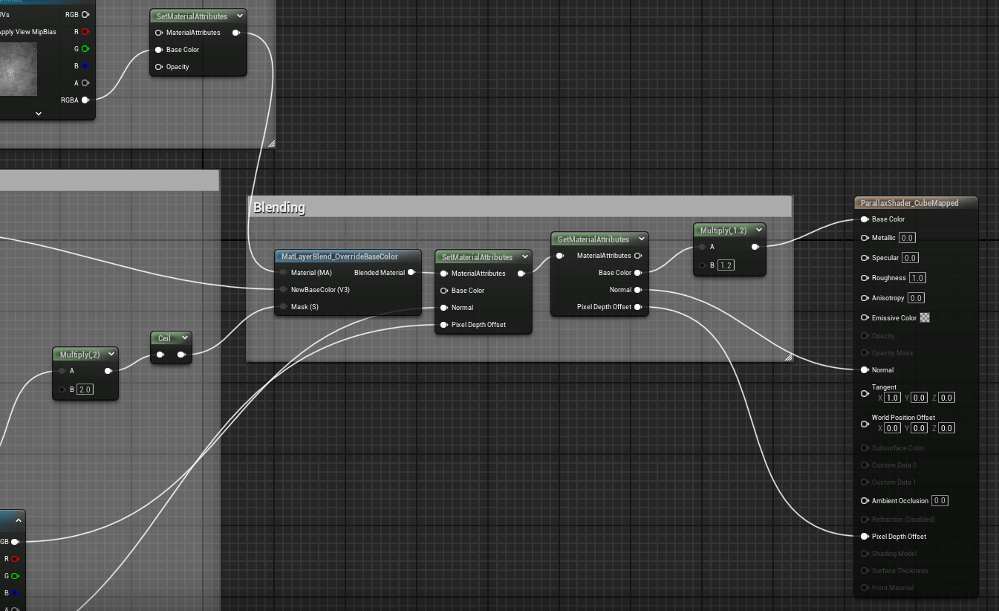 UVs
RGB
Apply View MipBias
R
G
B
A
RGBA
SetMaterialAttributes
MaterialAttributes
Base Color
Opacity
Blending
MatLayerBlend_OverrideBaseColor
Material (MA)
Blended Material
NewBaseColor (V3)
Mask (S)
SetMaterialAttributes
MaterialAttributes
Base Color
Normal
Pixel Depth Offset
GetMaterialAttributes
MaterialAttributes
Base Color
Normal
Pixel Depth Offset
Multiply(,1.2)
A
B 1.2
Ceil
Multiply(,2)
A
B 2.0
GB
R
G
B
A
ParallaxShader_CubeMapped
Base Color
Metallic 0.0
Specular 0.0
Roughness 1.0
Anisotropy 0.0
Emissive Color
Opacity
Opacity Mask
Normal
Tangent
X 1.0 Y 0.0 Z 0.0
World Position Offset
X 0.0 Y 0.0 Z 0.0
Subsurface Color
Custom Data 0
Custom Data 1
Ambient Occlusion 0.0
Refraction (Disabled)
Pixel Depth Offset
Shading Model
Surface Thickness
Front Material